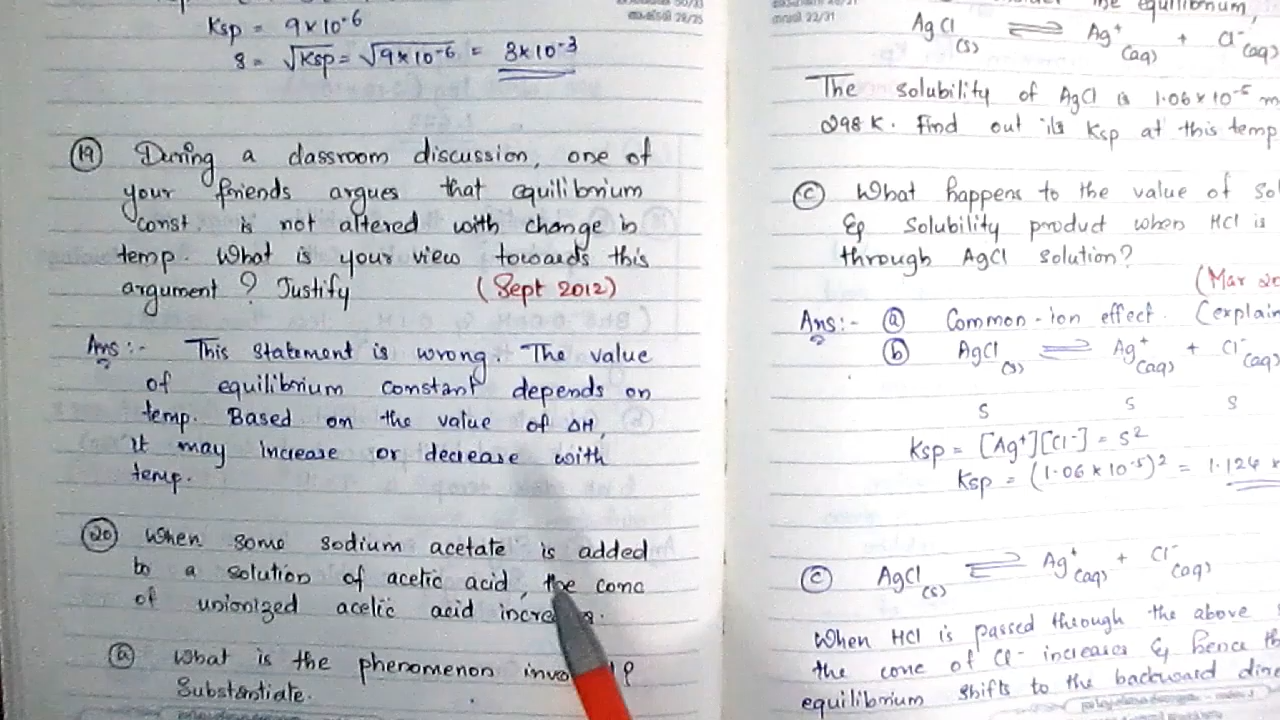 Ksp = 9×10⁻⁶
S = √Ksp = √9×10⁻⁶ = 3×10⁻³
(19) During a classroom discussion, one of
your friends argues that equilibrium
const. is not altered with change in
temp. What is your view towards this
argument? Justify (Sept 2012)
Ans:- This statement is wrong. The value
of equilibrium constant depends on
temp. Based on the value of ΔH,
it may increase or decrease with
temp.
(20) When some sodium acetate is added
to a solution of acetic acid, the conc
of unionized acetic acid
(a) What is the phenomenon
Substantiate.
the equilibrium,
AgCl(s) ⇌ Ag⁺(aq) + Cl⁻(aq)
The solubility of AgCl is 1.06×10⁻⁵
298 K. Find out its Ksp at this temp
(c) What happens to the value of
& Solubility product when HCl is
through AgCl solution?
(Mar
Ans:- (a) Common-ion effect. (explain
(b) AgCl(s) ⇌ Ag⁺(aq) + Cl⁻(aq)
S S S
Ksp = [Ag⁺][Cl⁻] = S²
Ksp = (1.06×10⁻⁵)² = 1.124 ×
(c) AgCl(s) ⇌ Ag⁺(aq) + Cl⁻(aq)
When HCl is passed through the above
the conc of Cl⁻ increases & hence
equilibrium shifts to the backward